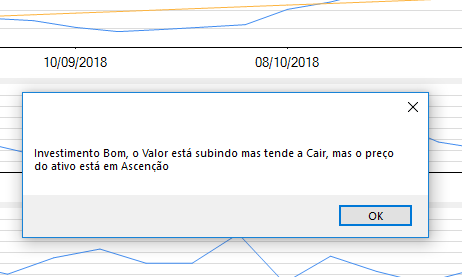 10/09/2018 08/10/2018
Investimento Bom, o Valor está subindo mas tende a Cair, mas o preço
do ativo está em Ascenção
OK